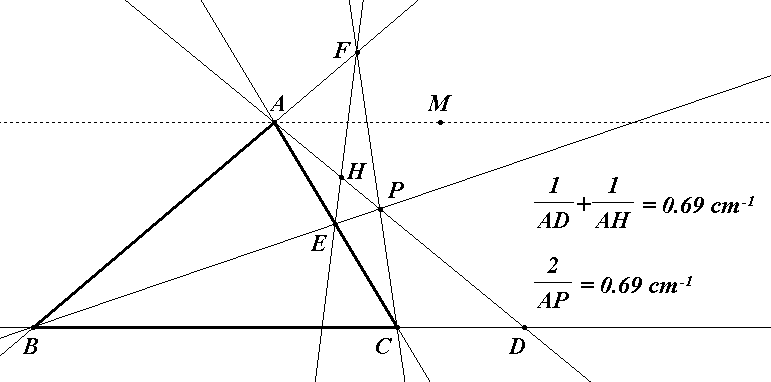 F
A
M
H
P
1/AD + 1/AH = 0.69 cm⁻¹
E
2/AP = 0.69 cm⁻¹
B C D